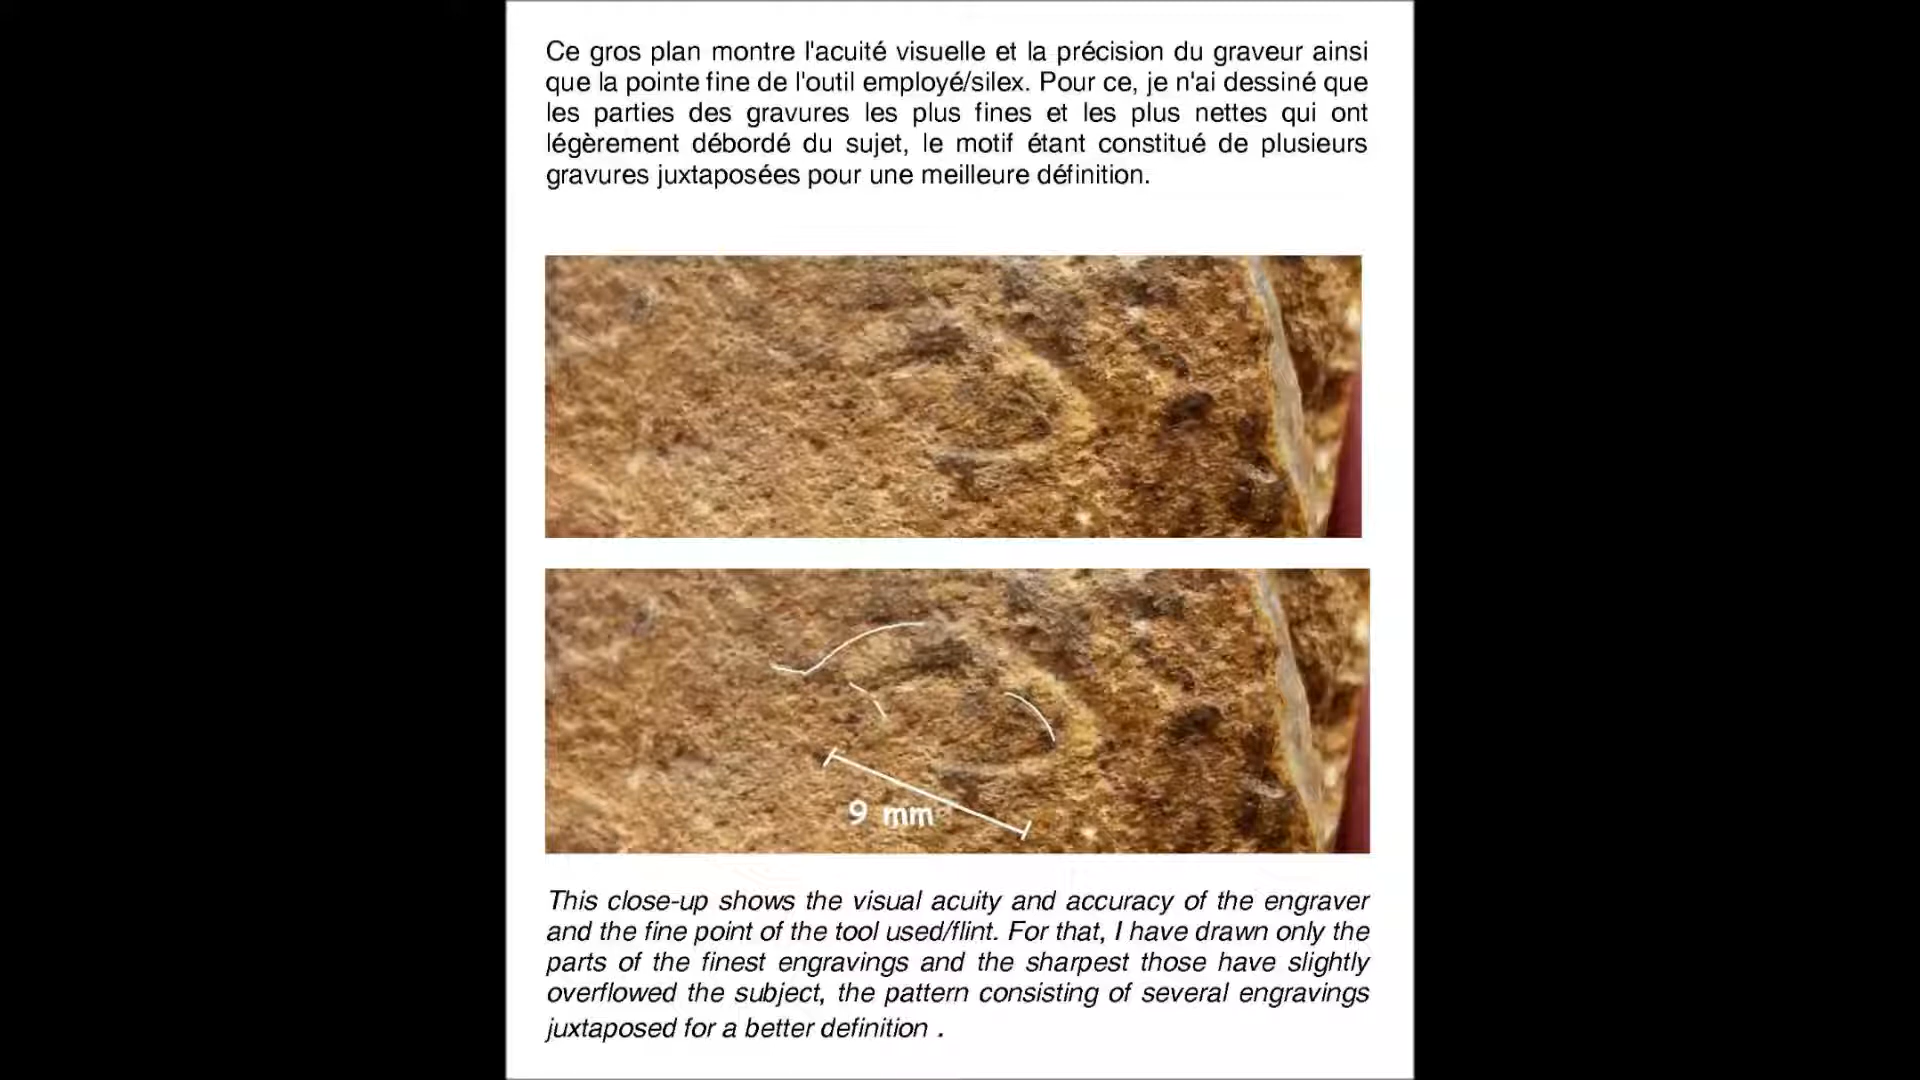 Ce gros plan montre l'acuité visuelle et la précision du graveur ainsi
que la pointe fine de l'outil employé/silex. Pour ce, je n'ai dessiné que
les parties des gravures les plus fines et les plus nettes qui ont
légèrement débordé du sujet, le motif étant constitué de plusieurs
gravures juxtaposées pour une meilleure définition.
9 mm
This close-up shows the visual acuity and accuracy of the engraver
and the fine point of the tool used/flint. For that, I have drawn only the
parts of the finest engravings and the sharpest those have slightly
overflowed the subject, the pattern consisting of several engravings
juxtaposed for a better definition .